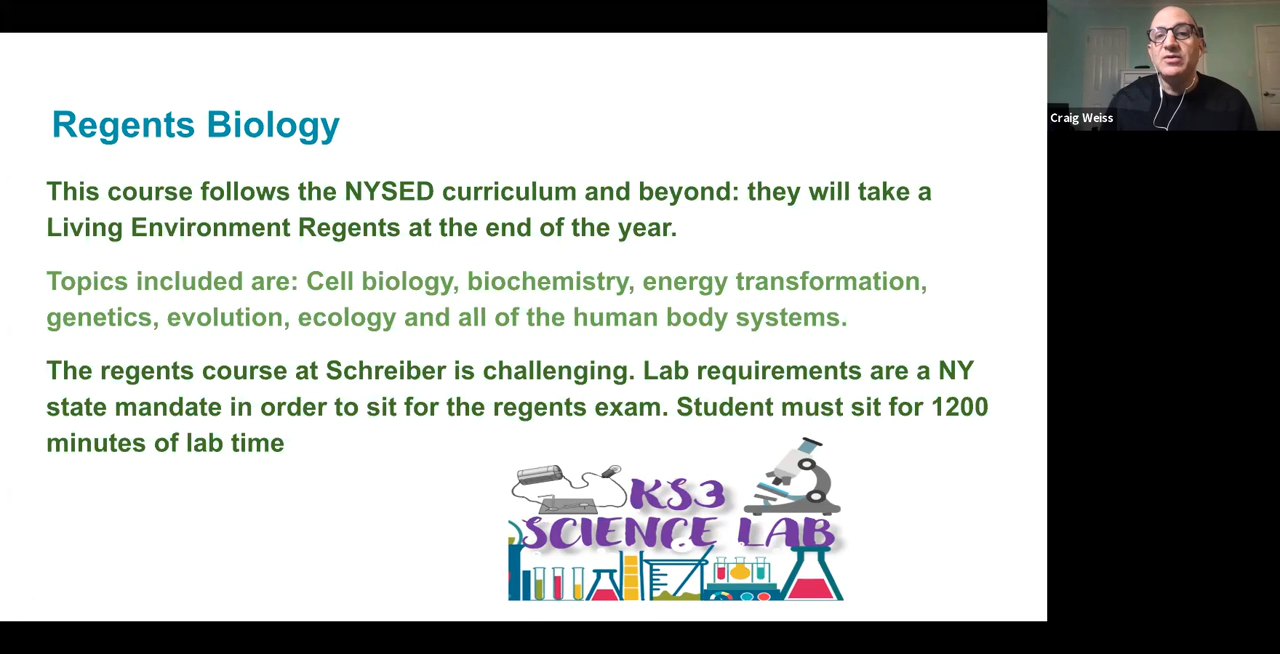 Regents Biology
This course follows the NYSED curriculum and beyond: they will take a
Living Environment Regents at the end of the year.
Topics included are: Cell biology, biochemistry, energy transformation,
genetics, evolution, ecology and all of the human body systems.
The regents course at Schreiber is challenging. Lab requirements are a NY
state mandate in order to sit for the regents exam. Student must sit for 1200
minutes of lab time
KS3
SCIENCE LAB
Craig Weiss